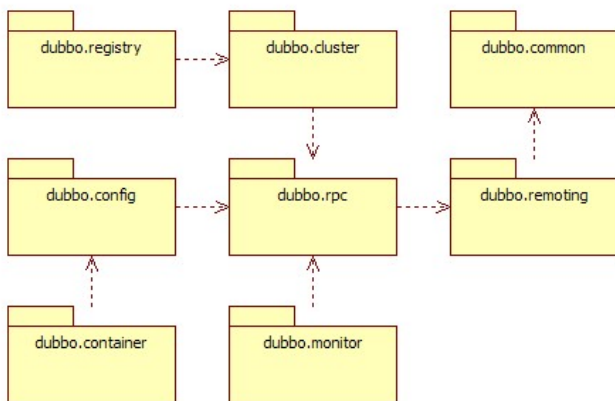 dubbo.registry
dubbo.cluster
dubbo.common
dubbo.config
dubbo.rpc
dubbo.remoting
dubbo.container
dubbo.monitor